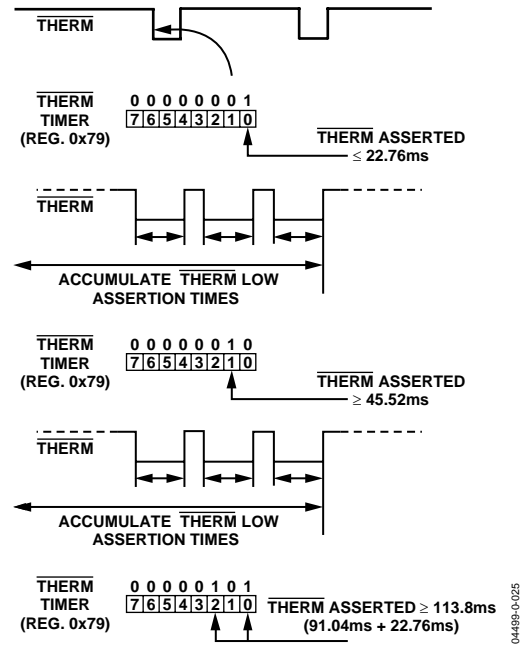 THERM
THERM
TIMER
(REG. 0x79)
0 0 0 0 0 0 0 1
7 6 5 4 3 2 1 0
THERM ASSERTED
≤ 22.76ms
THERM
ACCUMULATE THERM LOW
ASSERTION TIMES
THERM
TIMER
(REG. 0x79)
0 0 0 0 0 0 1 0
7 6 5 4 3 2 1 0
THERM ASSERTED
≥ 45.52ms
THERM
ACCUMULATE THERM LOW
ASSERTION TIMES
THERM
TIMER
(REG. 0x79)
0 0 0 0 0 1 0 1
7 6 5 4 3 2 1 0
THERM ASSERTED ≥ 113.8ms
(91.04ms + 22.76ms)
04499-0-025